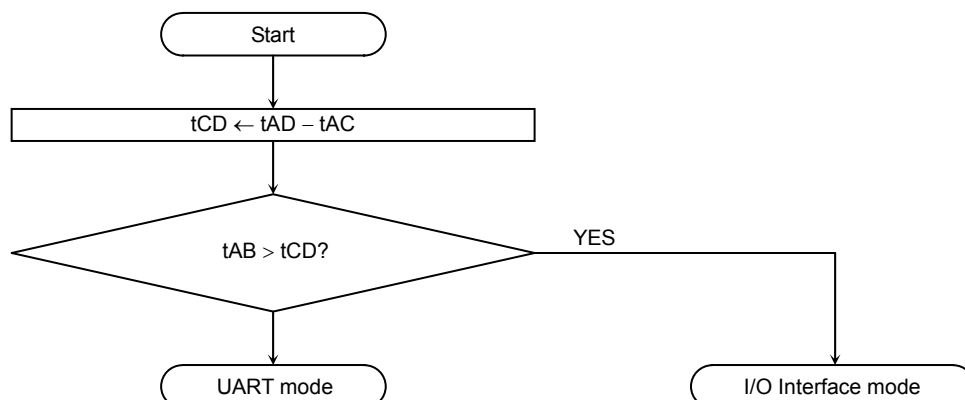 Start
tCD ← tAD − tAC
tAB > tCD?
YES
UART mode
I/O Interface mode